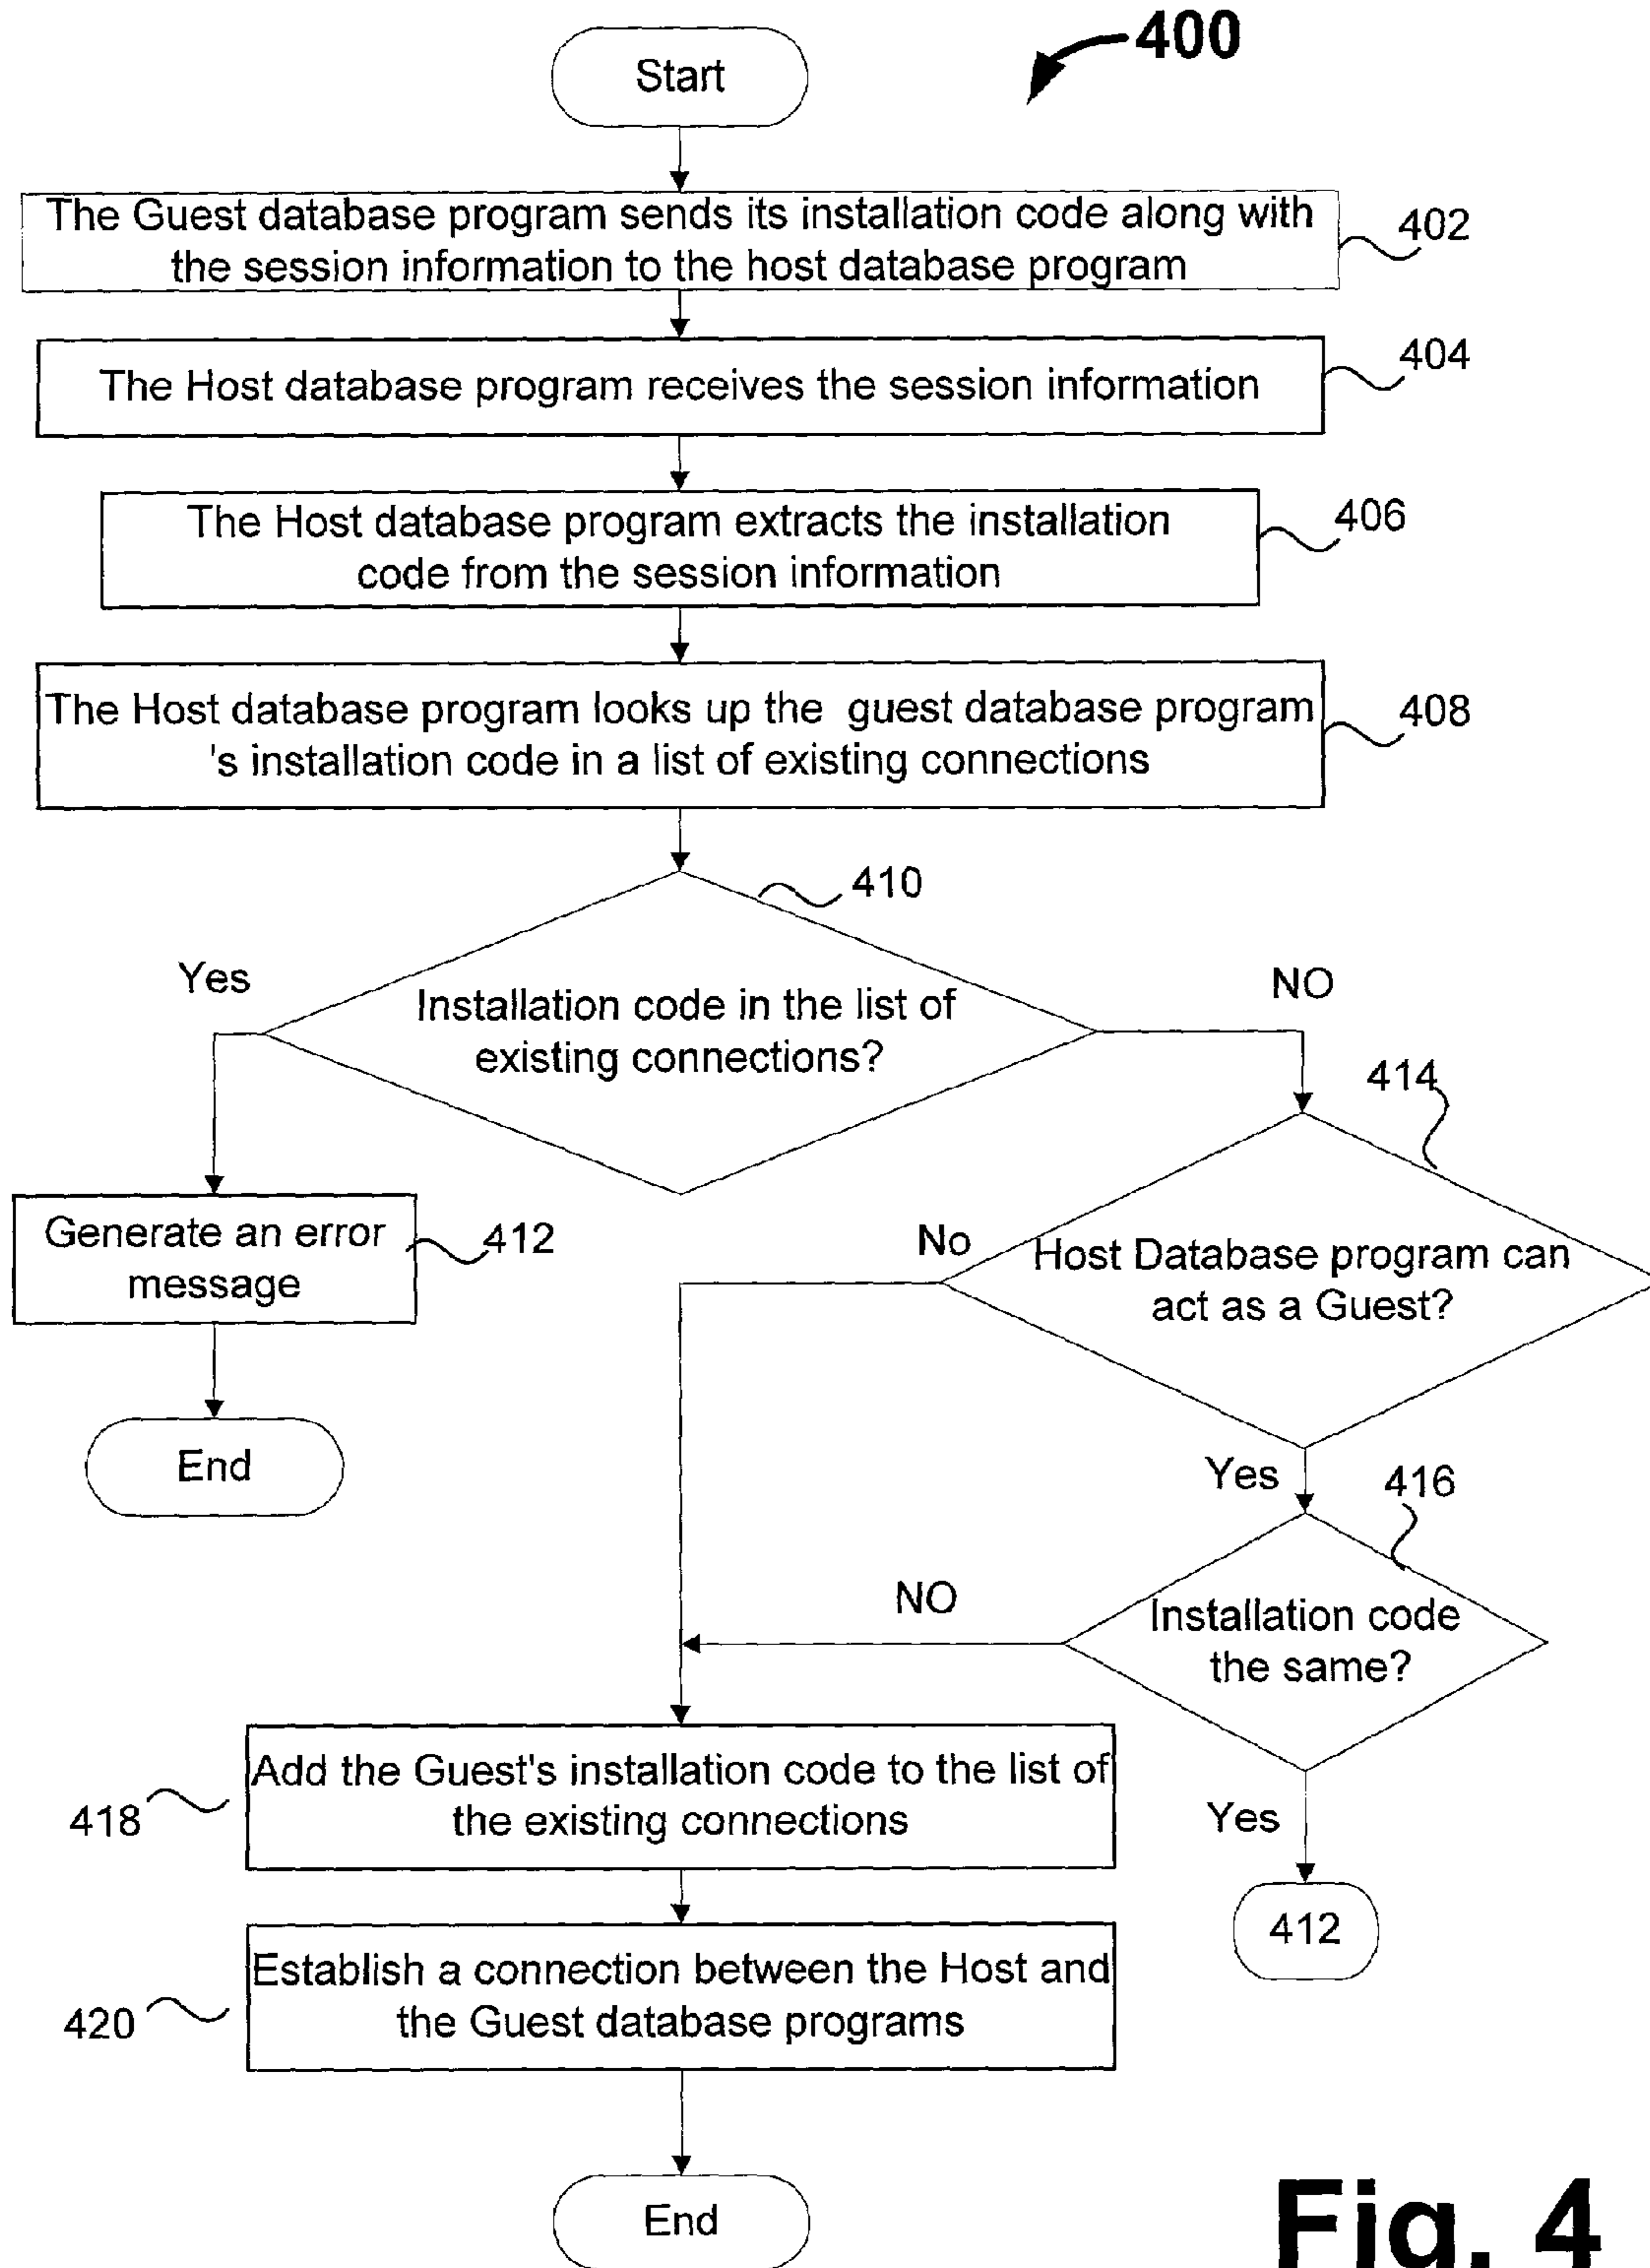 400
Start
The Guest database program sends its installation code along with
the session information to the host database program
402
The Host database program receives the session information
404
The Host database program extracts the installation
code from the session information
406
The Host database program looks up the guest database program
's installation code in a list of existing connections
408
410
Yes
Installation code in the list of
existing connections?
NO
414
Generate an error
message
412
No
Host Database program can
act as a Guest?
End
Yes
416
NO
Installation code
the same?
Add the Guest's installation code to the list of
the existing connections
418
Yes
412
Establish a connection between the Host and
the Guest database programs
420
End
Fig. 4